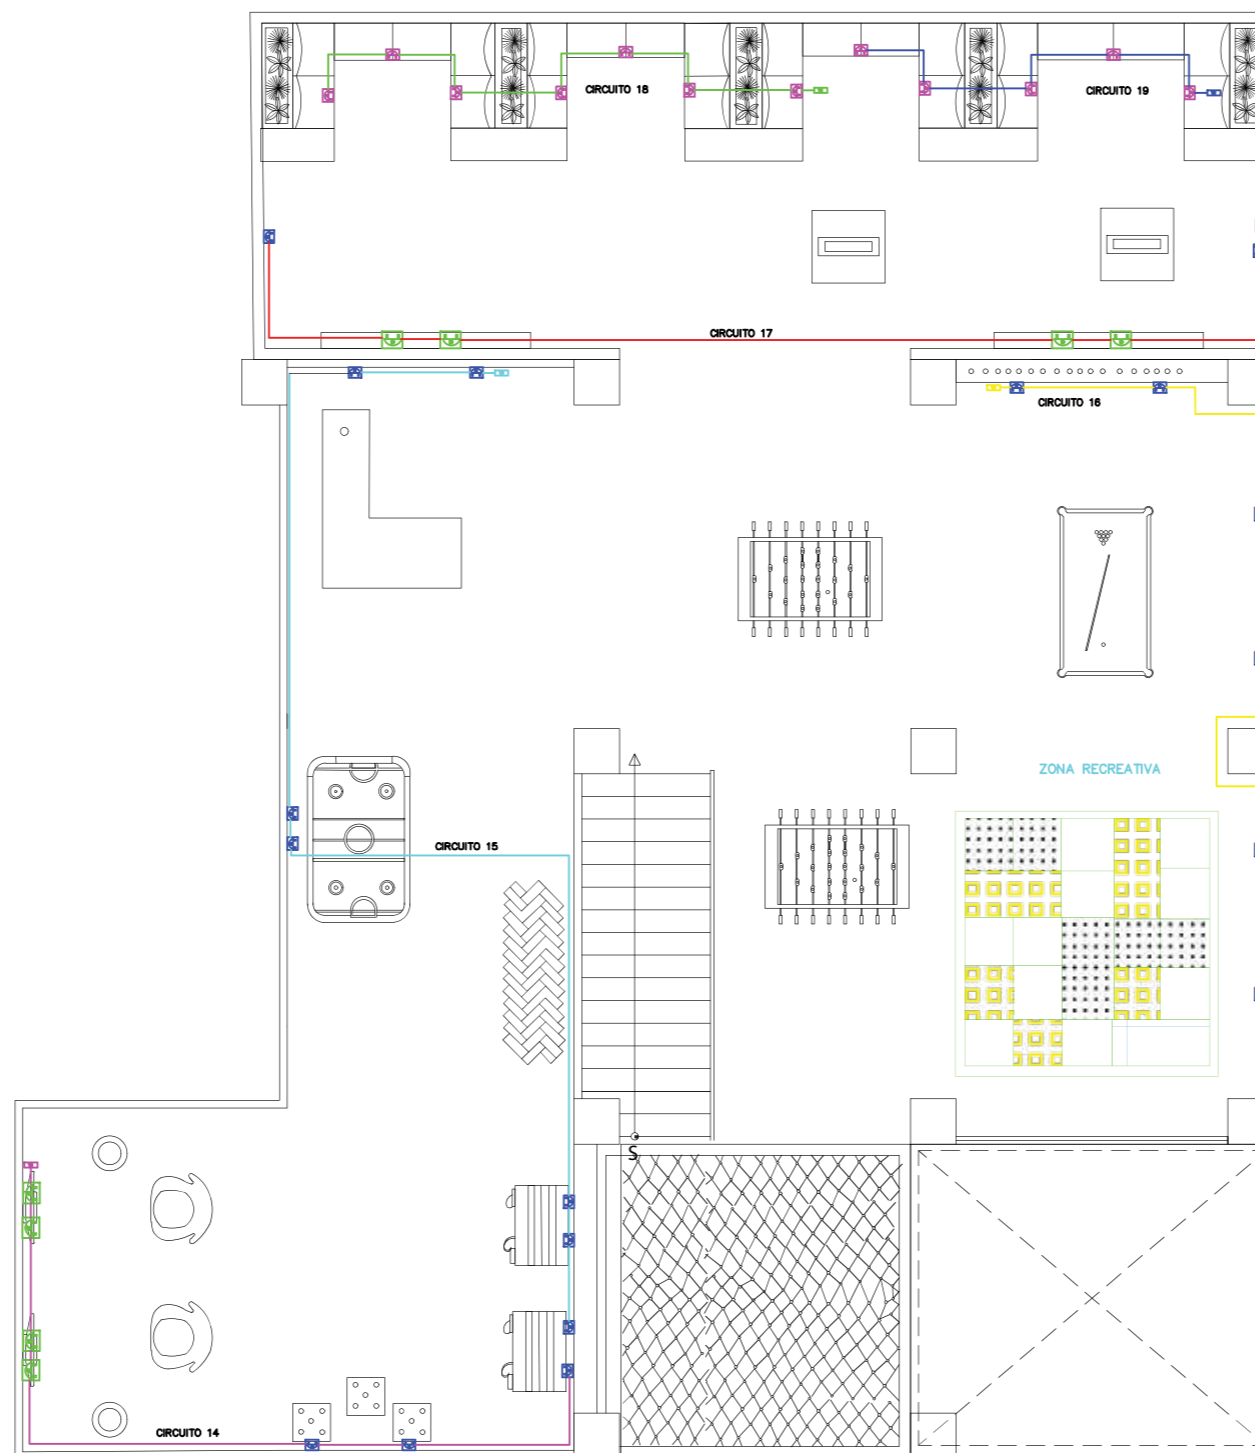 CIRCUITO 18
CIRCUITO 19
CIRCUITO 17
CIRCUITO 16
ZONA RECREATIVA
CIRCUITO 15
S
CIRCUITO 14